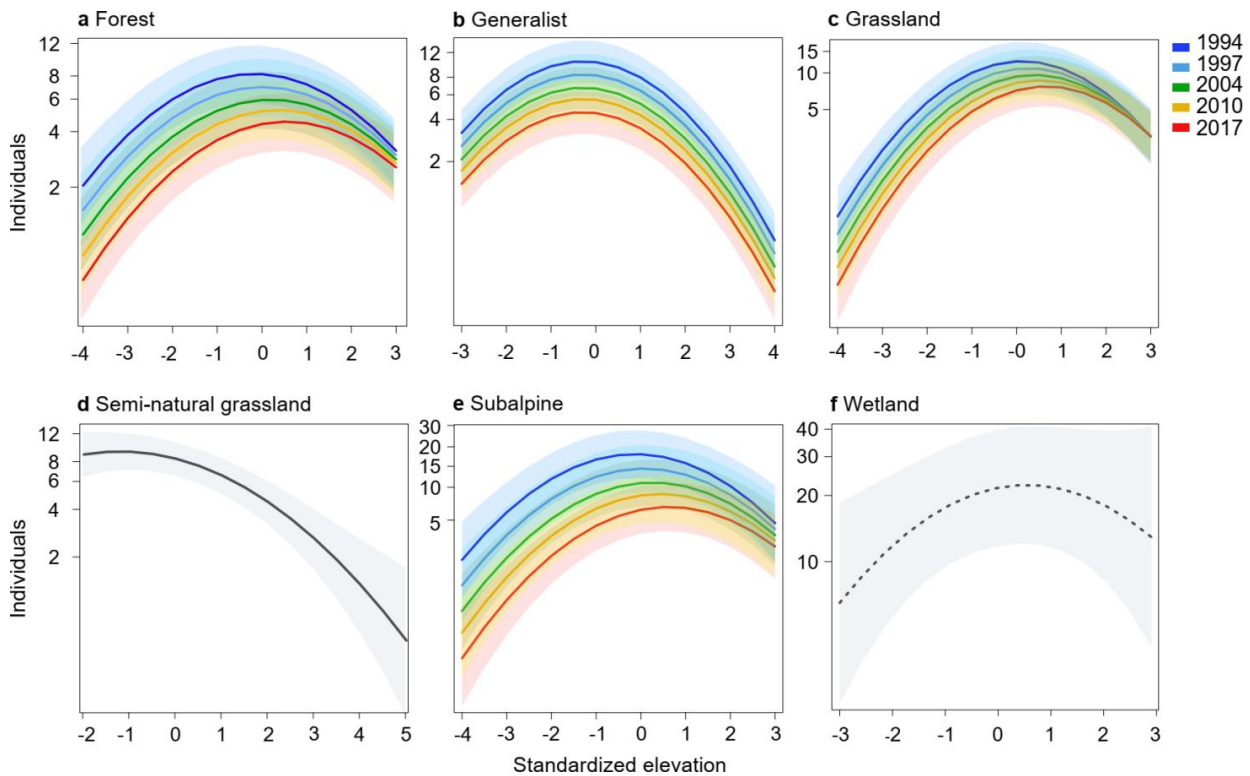 a Forest
b Generalist
c Grassland
Individuals
12
8
6
4
2
-4 -3 -2 -1 0 1 2 3
12
8
6
4
2
-3 -2 -1 0 1 2 3 4
15
10
5
-4 -3 -2 -1 -0 1 2 3
1994
1997
2004
2010
2017
d Semi-natural grassland
e Subalpine
f Wetland
Individuals
12
8
6
4
2
-2 -1 0 1 2 3 4 5
30
20
15
10
5
-4 -3 -2 -1 0 1 2 3
40
30
20
10
-3 -2 -1 0 1 2 3
Standardized elevation